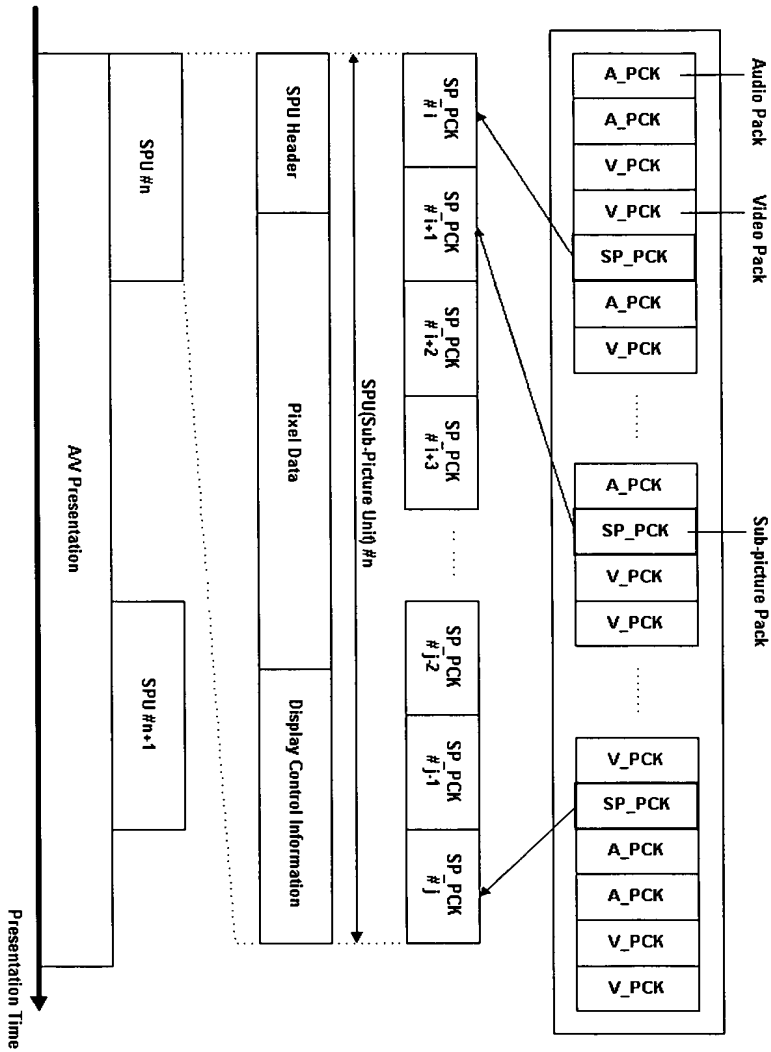 Audio Pack
Video Pack
Sub-picture Pack
A_PCK
A_PCK
V_PCK
V_PCK
SP_PCK
A_PCK
V_PCK
A_PCK
SP_PCK
V_PCK
V_PCK
V_PCK
SP_PCK
A_PCK
A_PCK
V_PCK
V_PCK
SP_PCK
# i
SP_PCK
# i+1
SP_PCK
# i+2
SP_PCK
# i+3
SP_PCK
# j-2
SP_PCK
# j-1
SP_PCK
# j
SPU(Sub-Picture Unit) #n
SPU Header
Pixel Data
Display Control Information
SPU #n
SPU #n+1
A/V Presentation
Presentation Time